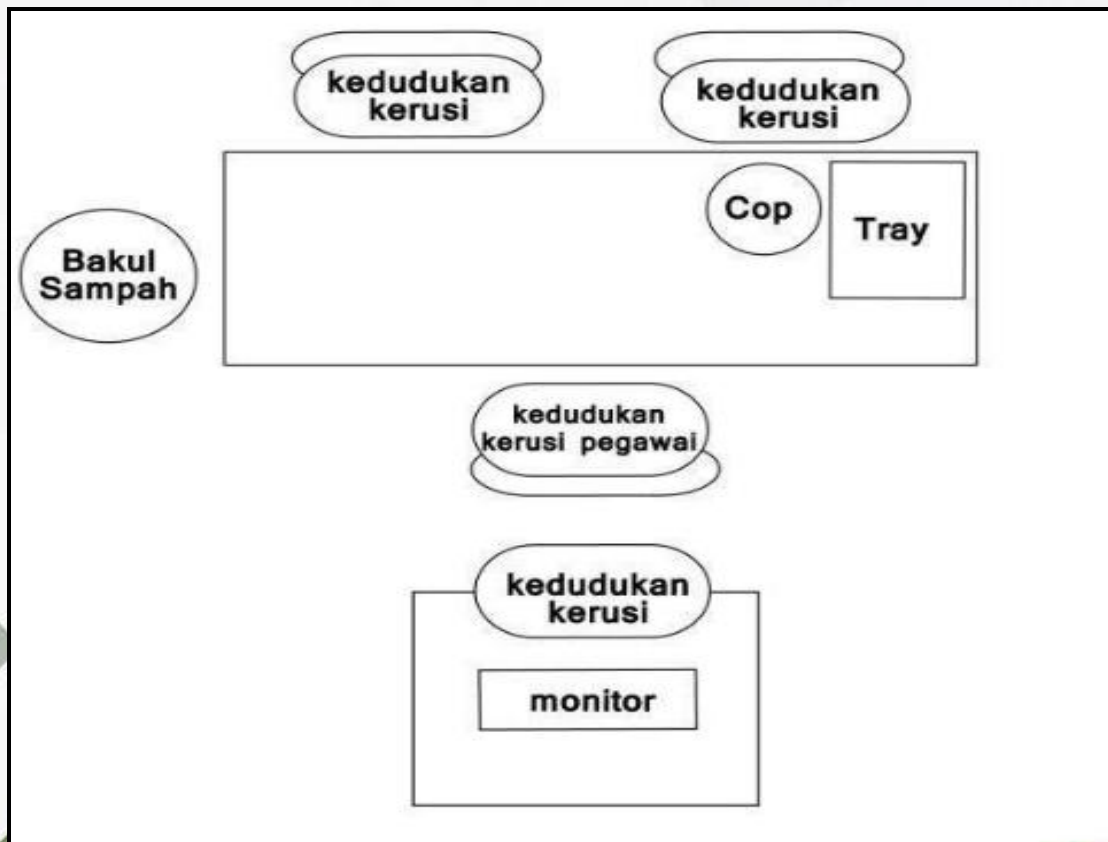 kedudukan
kerusi
kedudukan
kerusi
Cop
Tray
Bakul
Sampah
kedudukan
kerusi pegawai
kedudukan
kerusi
monitor